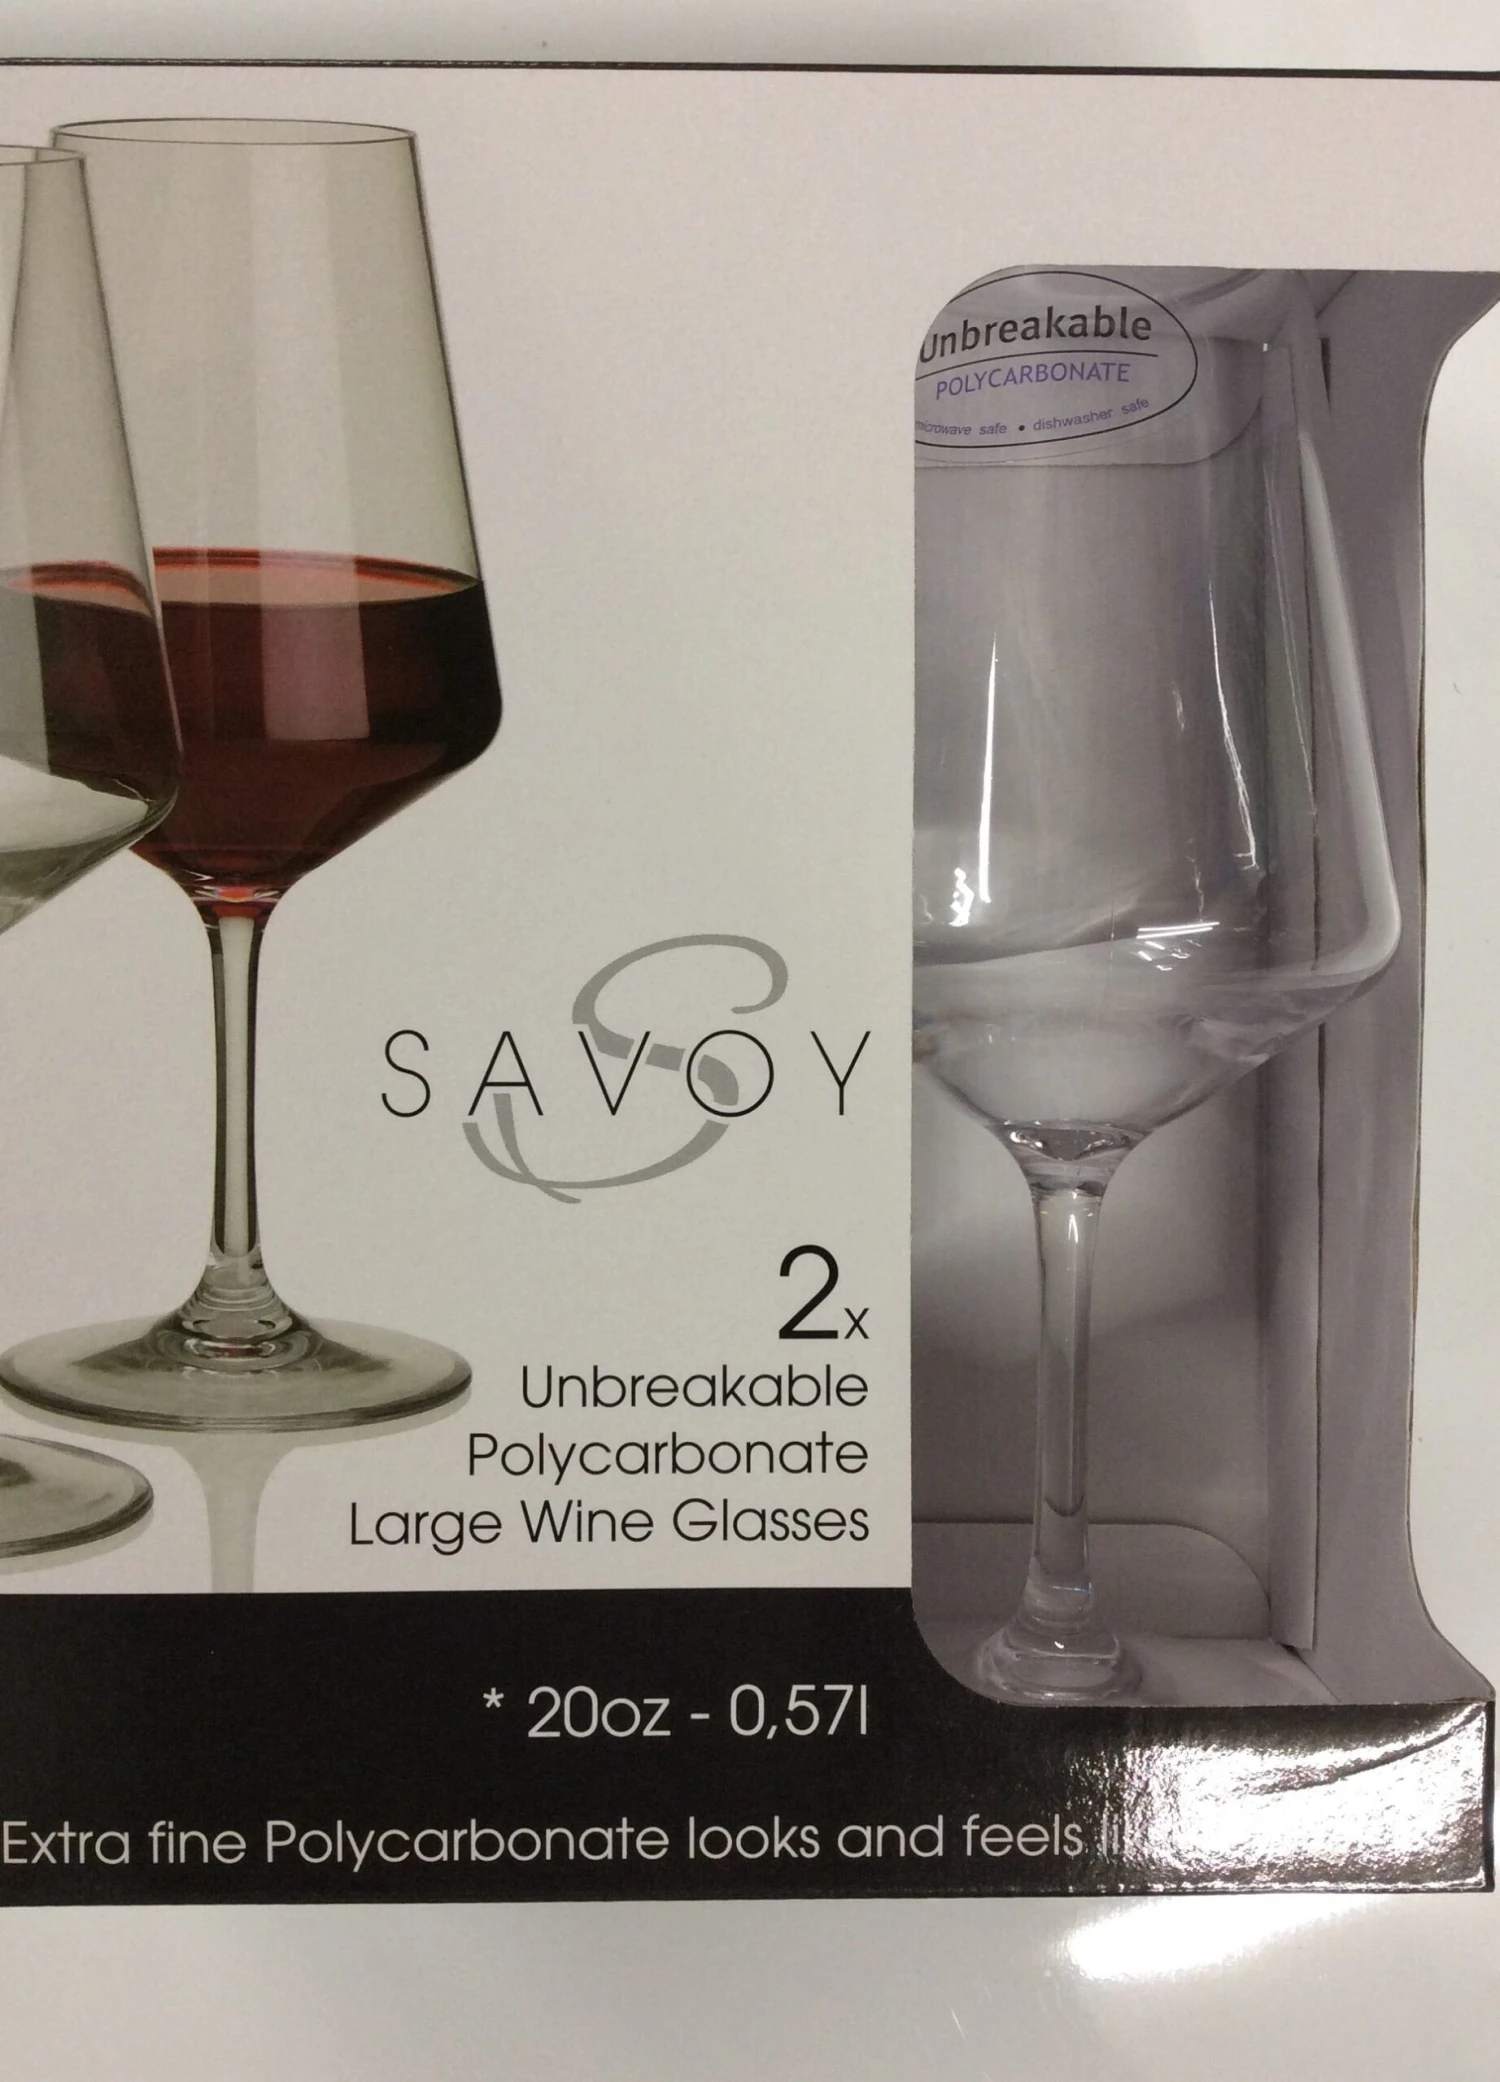 Unbreakable
POLYCARBONATE
microwave safe • dishwasher safe
SAVOY
2x
Unbreakable
Polycarbonate
Large Wine Glasses
* 20oz - 0,57l
Extra fine Polycarbonate looks and feels